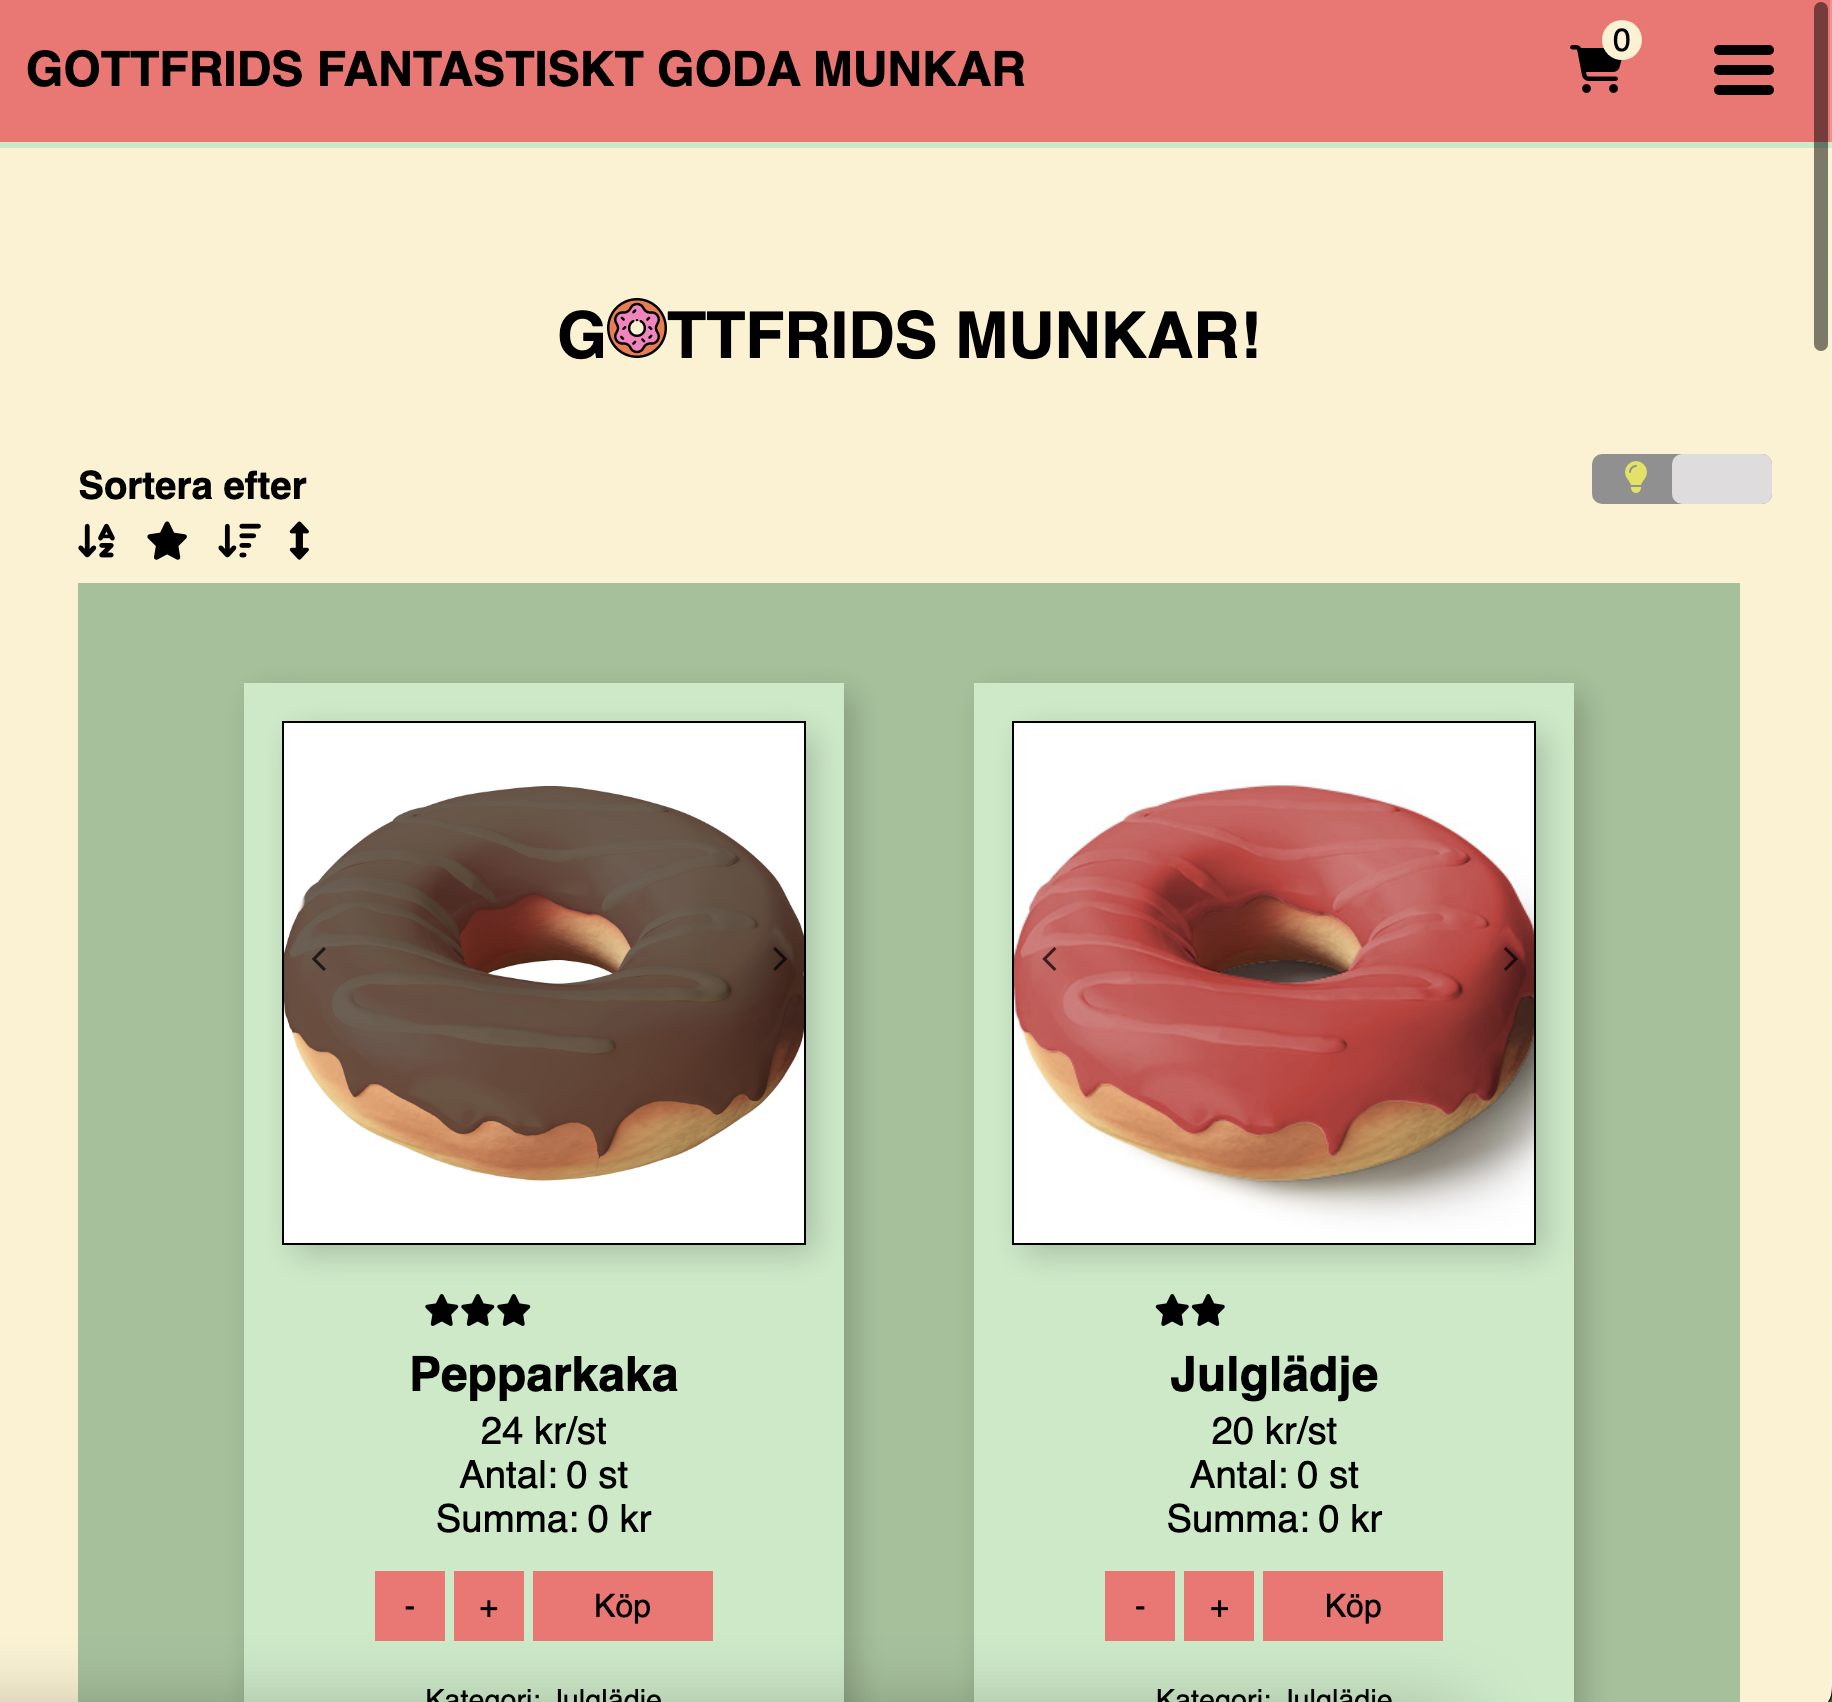 GOTTFRIDS FANTASTISKT GODA MUNKAR
0
GOTTFRIDS MUNKAR!
Sortera efter
Pepparkaka
24 kr/st
Antal: 0 st
Summa: 0 kr
- + Köp
Kategori: Julglädje
Julglädje
20 kr/st
Antal: 0 st
Summa: 0 kr
- + Köp
Kategori: Julglädje